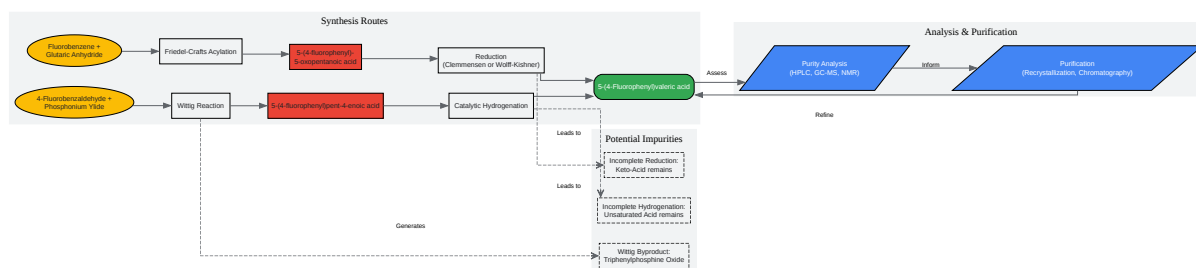 Synthesis Routes
Fluorobenzene +
Glutaric Anhydride
Friedel-Crafts Acylation
5-(4-fluorophenyl)-
5-oxopentanoic acid
Reduction
(Clemmensen or Wolff-Kishner)
4-Fluorobenzaldehyde +
Phosphonium Ylide
Wittig Reaction
5-(4-fluorophenyl)pent-4-enoic acid
Catalytic Hydrogenation
5-(4-Fluorophenyl)valeric acid
Analysis & Purification
Assess
Purity Analysis
(HPLC, GC-MS, NMR)
Inform
Purification
(Recrystallization, Chromatography)
Refine
Potential Impurities
Leads to
Incomplete Reduction:
Keto-Acid remains
Leads to
Incomplete Hydrogenation:
Unsaturated Acid remains
Generates
Wittig Byproduct:
Triphenylphosphine Oxide